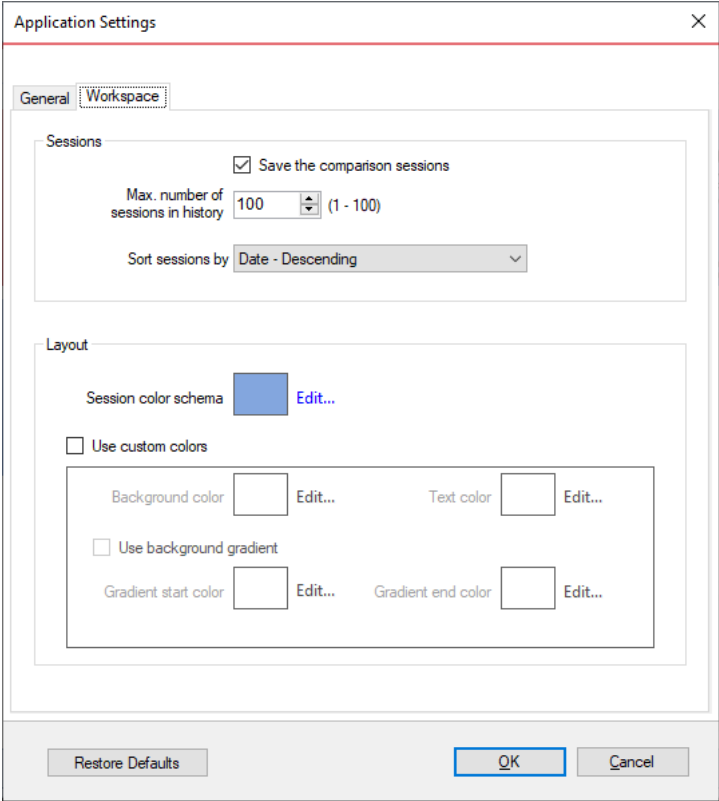 Application Settings
General Workspace
Sessions
Save the comparison sessions
Max. number of
sessions in history 100 (1 - 100)
Sort sessions by Date - Descending
Layout
Session color schema Edit...
Use custom colors
Background color Edit... Text color Edit...
Use background gradient
Gradient start color Edit... Gradient end color Edit...
Restore Defaults OK Cancel